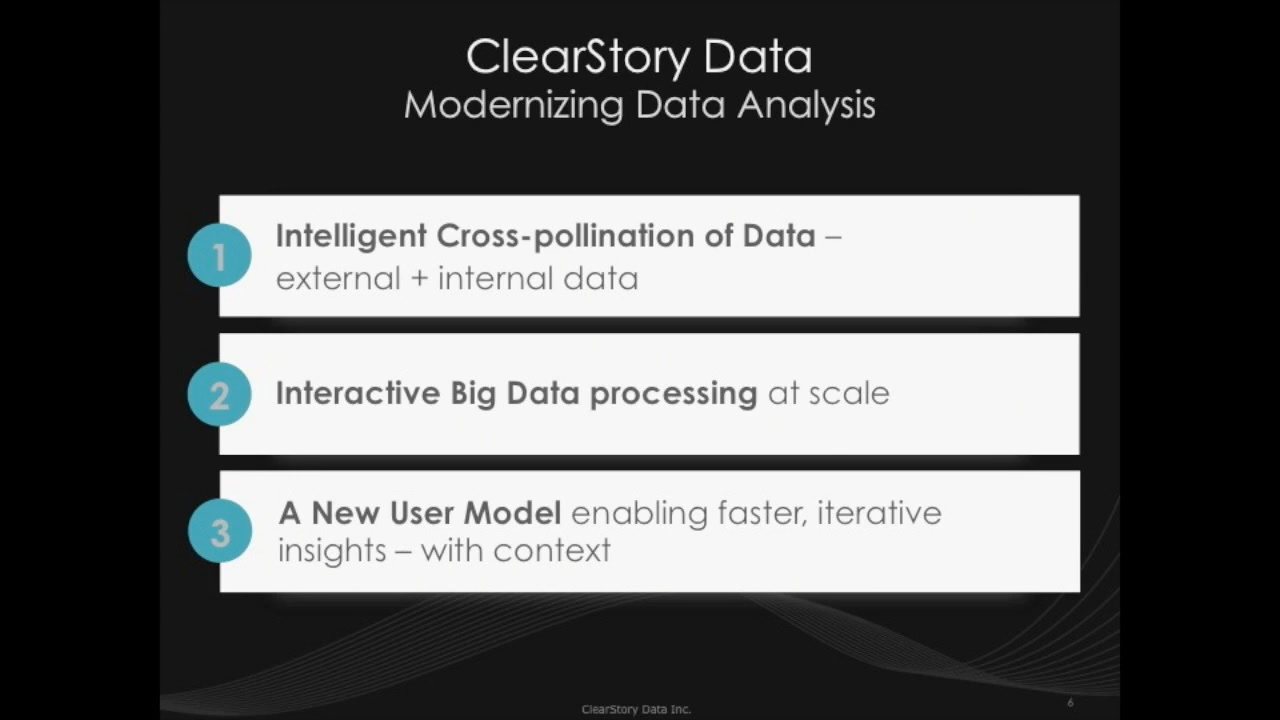 ClearStory Data
Modernizing Data Analysis
1
Intelligent Cross-pollination of Data –
external + internal data
2
Interactive Big Data processing at scale
3
A New User Model enabling faster, iterative
insights – with context
ClearStory Data Inc.
6